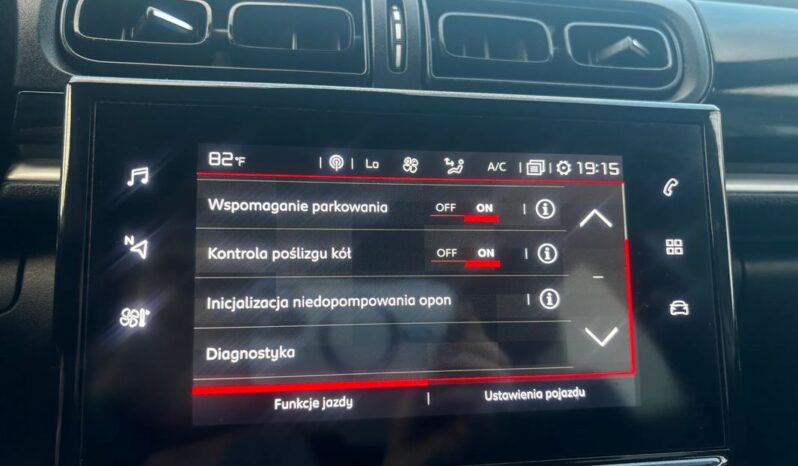 82°F Lo A/C 19:15
Wspomaganie parkowania OFF ON
Kontrola poślizgu kół OFF ON
N
Inicjalizacja niedopompowania opon
Diagnostyka
Funkcje jazdy Ustawienia pojazdu